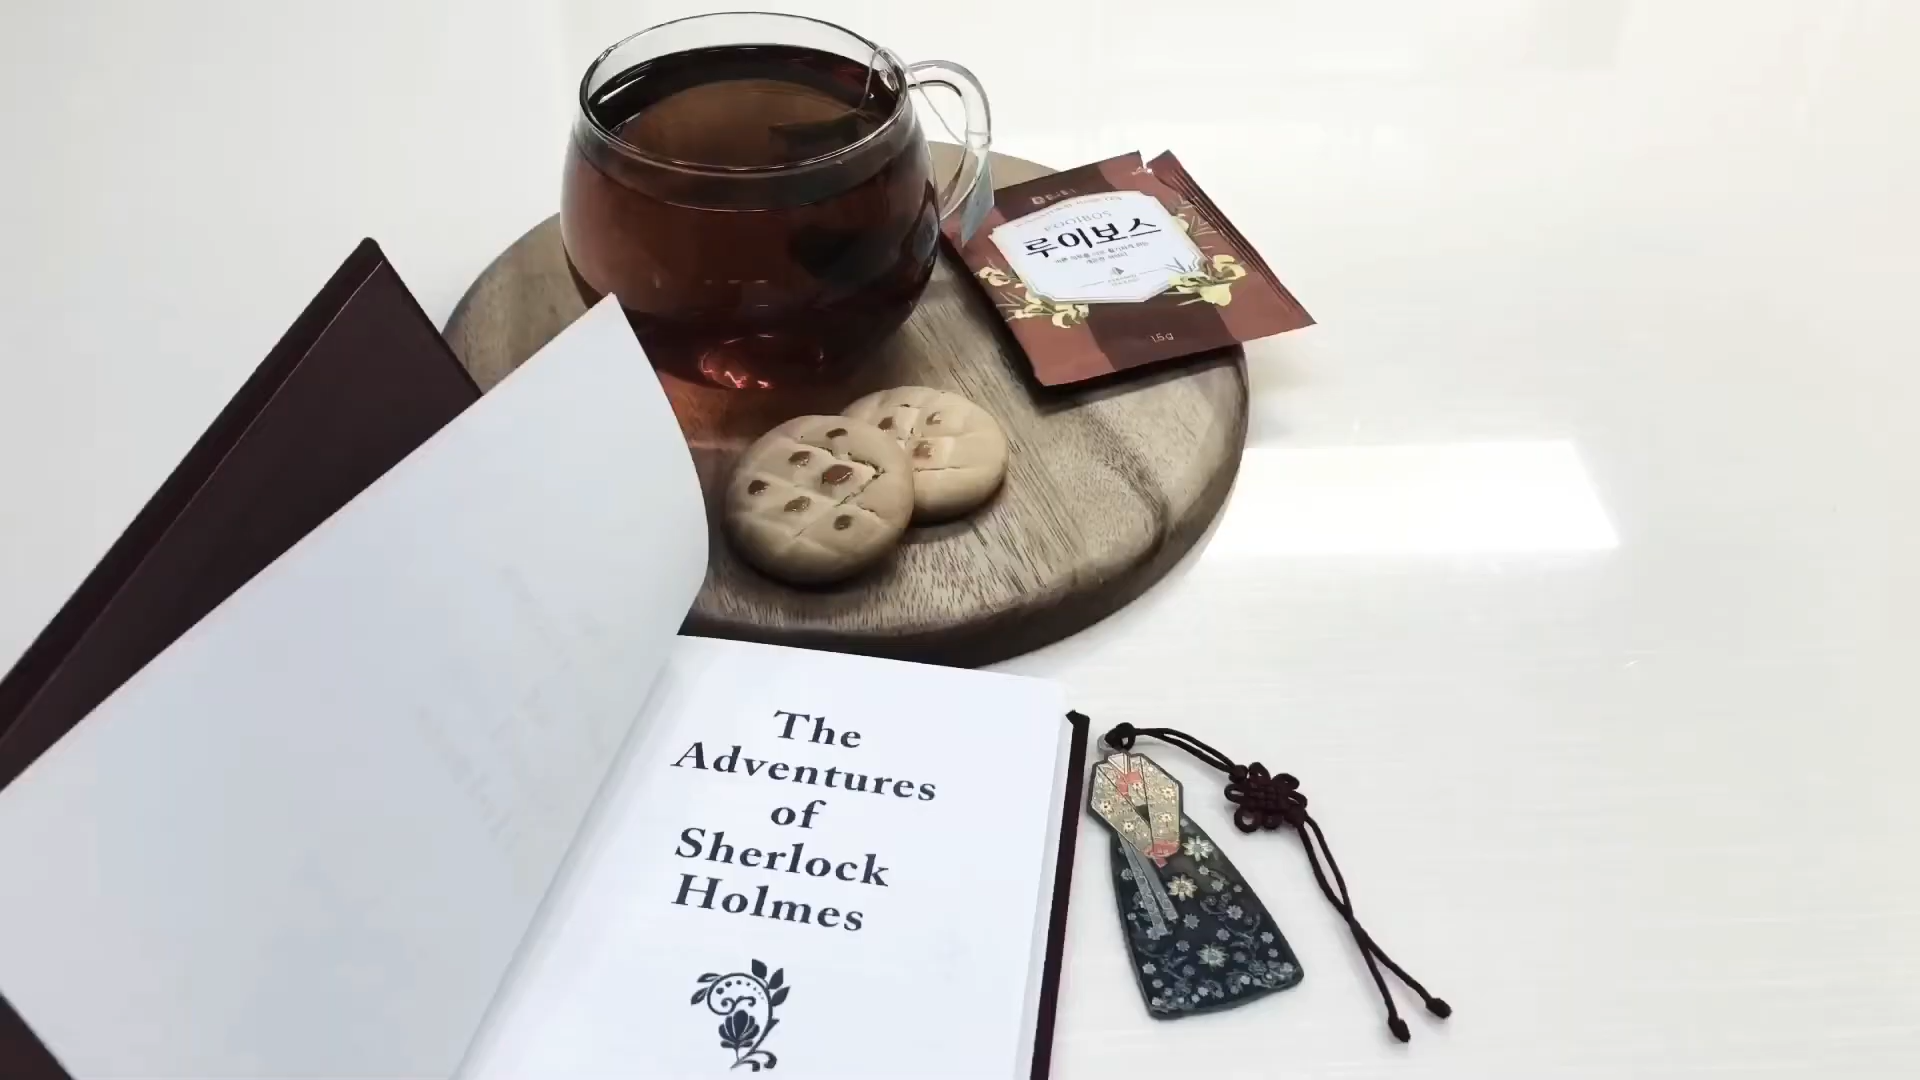 ROOIBOS
루이보스
1.5g
The
Adventures
of
Sherlock
Holmes